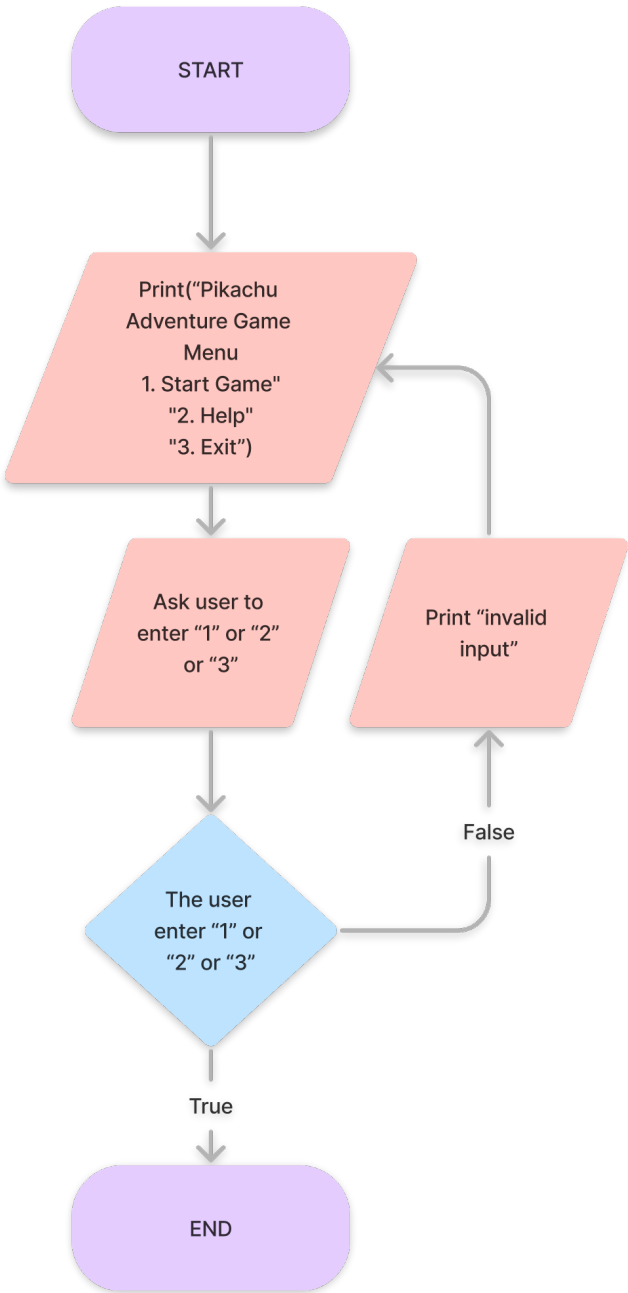 START
Print(“Pikachu
Adventure Game
Menu
1. Start Game"
"2. Help"
"3. Exit”)
Ask user to
enter “1” or “2”
or “3”
Print “invalid
input”
False
The user
enter “1” or
“2” or “3”
True
END